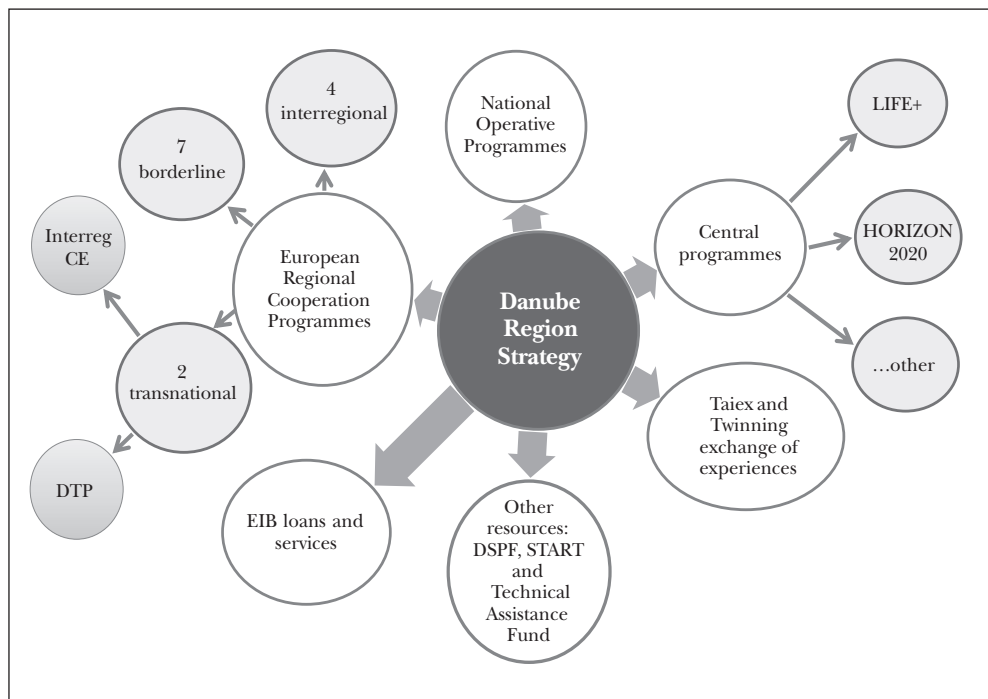 4
interregional
7
borderline
Interreg
CE
2
transnational
DTP
European
Regional
Cooperation
Programmes
National
Operative
Programmes
Central
programmes
LIFE+
HORIZON
2020
…other
Danube
Region
Strategy
Taiex and
Twinning
exchange of
experiences
EIB loans and
services
Other
resources:
DSPF, START
and
Technical
Assistance
Fund